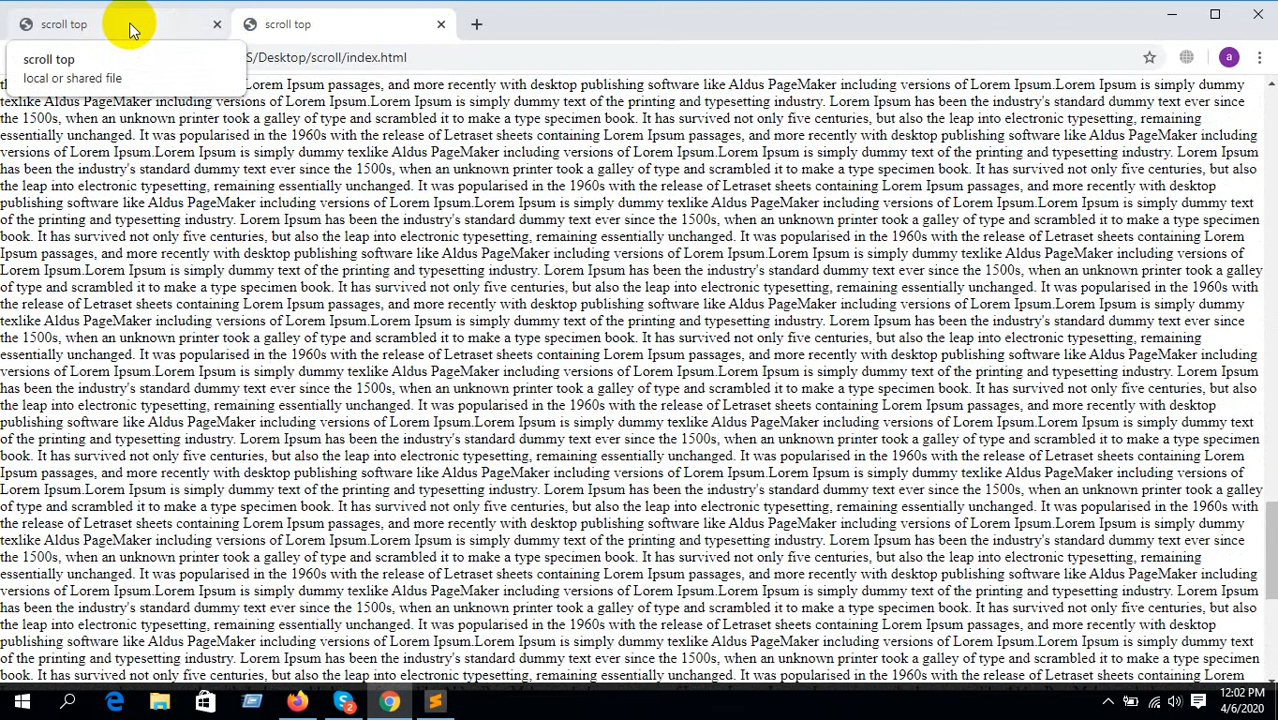 scroll top
scroll top
scroll top
local or shared file
S/Desktop/scroll/index.html
a
Lorem Ipsum passages, and more recently with desktop publishing software like Aldus PageMaker including versions of Lorem Ipsum.Lorem Ipsum is simply dummy
texlike Aldus PageMaker including versions of Lorem Ipsum.Lorem Ipsum is simply dummy text of the printing and typesetting industry. Lorem Ipsum has been the industry's standard dummy text ever since
the 1500s, when an unknown printer took a galley of type and scrambled it to make a type specimen book. It has survived not only five centuries, but also the leap into electronic typesetting, remaining
essentially unchanged. It was popularised in the 1960s with the release of Letraset sheets containing Lorem Ipsum passages, and more recently with desktop publishing software like Aldus PageMaker including
versions of Lorem Ipsum.Lorem Ipsum is simply dummy texlike Aldus PageMaker including versions of Lorem Ipsum.Lorem Ipsum is simply dummy text of the printing and typesetting industry. Lorem Ipsum
has been the industry's standard dummy text ever since the 1500s, when an unknown printer took a galley of type and scrambled it to make a type specimen book. It has survived not only five centuries, but also
the leap into electronic typesetting, remaining essentially unchanged. It was popularised in the 1960s with the release of Letraset sheets containing Lorem Ipsum passages, and more recently with desktop
publishing software like Aldus PageMaker including versions of Lorem Ipsum.Lorem Ipsum is simply dummy texlike Aldus PageMaker including versions of Lorem Ipsum.Lorem Ipsum is simply dummy text
of the printing and typesetting industry. Lorem Ipsum has been the industry's standard dummy text ever since the 1500s, when an unknown printer took a galley of type and scrambled it to make a type specimen
book. It has survived not only five centuries, but also the leap into electronic typesetting, remaining essentially unchanged. It was popularised in the 1960s with the release of Letraset sheets containing Lorem
Ipsum passages, and more recently with desktop publishing software like Aldus PageMaker including versions of Lorem Ipsum.Lorem Ipsum is simply dummy texlike Aldus PageMaker including versions of
Lorem Ipsum.Lorem Ipsum is simply dummy text of the printing and typesetting industry. Lorem Ipsum has been the industry's standard dummy text ever since the 1500s, when an unknown printer took a galley
of type and scrambled it to make a type specimen book. It has survived not only five centuries, but also the leap into electronic typesetting, remaining essentially unchanged. It was popularised in the 1960s with
the release of Letraset sheets containing Lorem Ipsum passages, and more recently with desktop publishing software like Aldus PageMaker including versions of Lorem Ipsum.Lorem Ipsum is simply dummy
texlike Aldus PageMaker including versions of Lorem Ipsum.Lorem Ipsum is simply dummy text of the printing and typesetting industry. Lorem Ipsum has been the industry's standard dummy text ever since
the 1500s, when an unknown printer took a galley of type and scrambled it to make a type specimen book. It has survived not only five centuries, but also the leap into electronic typesetting, remaining
essentially unchanged. It was popularised in the 1960s with the release of Letraset sheets containing Lorem Ipsum passages, and more recently with desktop publishing software like Aldus PageMaker including
versions of Lorem Ipsum.Lorem Ipsum is simply dummy texlike Aldus PageMaker including versions of Lorem Ipsum.Lorem Ipsum is simply dummy text of the printing and typesetting industry. Lorem Ipsum
has been the industry's standard dummy text ever since the 1500s, when an unknown printer took a galley of type and scrambled it to make a type specimen book. It has survived not only five centuries, but also
the leap into electronic typesetting, remaining essentially unchanged. It was popularised in the 1960s with the release of Letraset sheets containing Lorem Ipsum passages, and more recently with desktop
publishing software like Aldus PageMaker including versions of Lorem Ipsum.Lorem Ipsum is simply dummy texlike Aldus PageMaker including versions of Lorem Ipsum.Lorem Ipsum is simply dummy text
of the printing and typesetting industry. Lorem Ipsum has been the industry's standard dummy text ever since the 1500s, when an unknown printer took a galley of type and scrambled it to make a type specimen
book. It has survived not only five centuries, but also the leap into electronic typesetting, remaining essentially unchanged. It was popularised in the 1960s with the release of Letraset sheets containing Lorem
Ipsum passages, and more recently with desktop publishing software like Aldus PageMaker including versions of Lorem Ipsum.Lorem Ipsum is simply dummy texlike Aldus PageMaker including versions of
Lorem Ipsum.Lorem Ipsum is simply dummy text of the printing and typesetting industry. Lorem Ipsum has been the industry's standard dummy text ever since the 1500s, when an unknown printer took a galley
of type and scrambled it to make a type specimen book. It has survived not only five centuries, but also the leap into electronic typesetting, remaining essentially unchanged. It was popularised in the 1960s with
the release of Letraset sheets containing Lorem Ipsum passages, and more recently with desktop publishing software like Aldus PageMaker including versions of Lorem Ipsum.Lorem Ipsum is simply dummy
texlike Aldus PageMaker including versions of Lorem Ipsum.Lorem Ipsum is simply dummy text of the printing and typesetting industry. Lorem Ipsum has been the industry's standard dummy text ever since
the 1500s, when an unknown printer took a galley of type and scrambled it to make a type specimen book. It has survived not only five centuries, but also the leap into electronic typesetting, remaining
essentially unchanged. It was popularised in the 1960s with the release of Letraset sheets containing Lorem Ipsum passages, and more recently with desktop publishing software like Aldus PageMaker including
versions of Lorem Ipsum.Lorem Ipsum is simply dummy texlike Aldus PageMaker including versions of Lorem Ipsum.Lorem Ipsum is simply dummy text of the printing and typesetting industry. Lorem Ipsum
has been the industry's standard dummy text ever since the 1500s, when an unknown printer took a galley of type and scrambled it to make a type specimen book. It has survived not only five centuries, but also
the leap into electronic typesetting, remaining essentially unchanged. It was popularised in the 1960s with the release of Letraset sheets containing Lorem Ipsum passages, and more recently with desktop
publishing software like Aldus PageMaker including versions of Lorem Ipsum.Lorem Ipsum is simply dummy texlike Aldus PageMaker including versions of Lorem Ipsum.Lorem Ipsum is simply dummy text
of the printing and typesetting industry. Lorem Ipsum has been the industry's standard dummy text ever since the 1500s, when an unknown printer took a galley of type and scrambled it to make a type specimen
book. It has survived not only five centuries, but also the leap into electronic typesetting, remaining essentially unchanged. It was popularised in the 1960s with the release of Letraset sheets containing Lorem
2
12:02 PM
4/6/2020